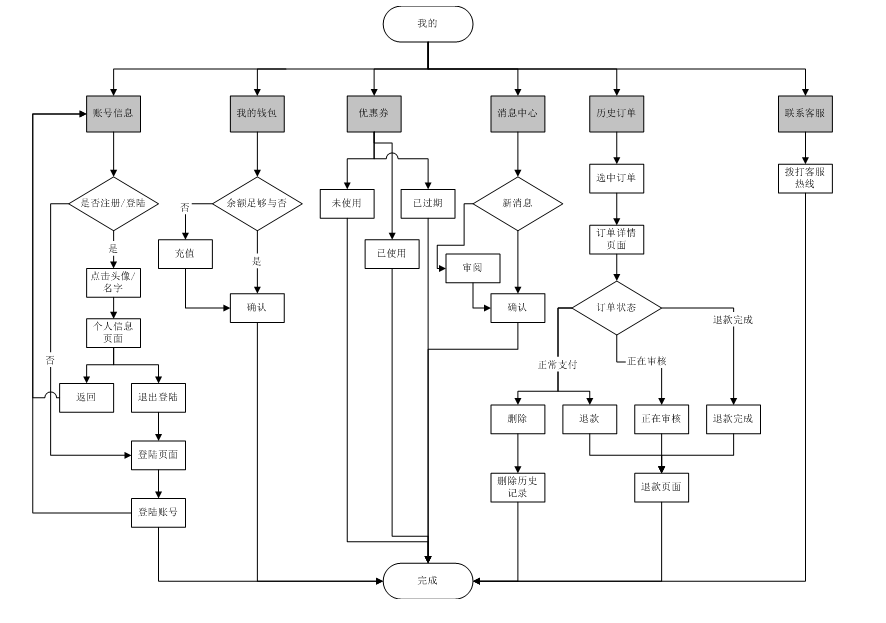 我的
账号信息
我的钱包
优惠券
消息中心
历史订单
联系客服
是否注册/登陆
余额足够与否
未使用
已过期
新消息
选中订单
拨打客服
热线
否
是
充值
是
已使用
审阅
订单详情
页面
点击头像/
名字
确认
确认
订单状态
个人信息
页面
否
正常支付
正在审核
退款完成
返回
退出登陆
删除
退款
正在审核
退款完成
登陆页面
删除历史
记录
退款页面
登陆账号
完成